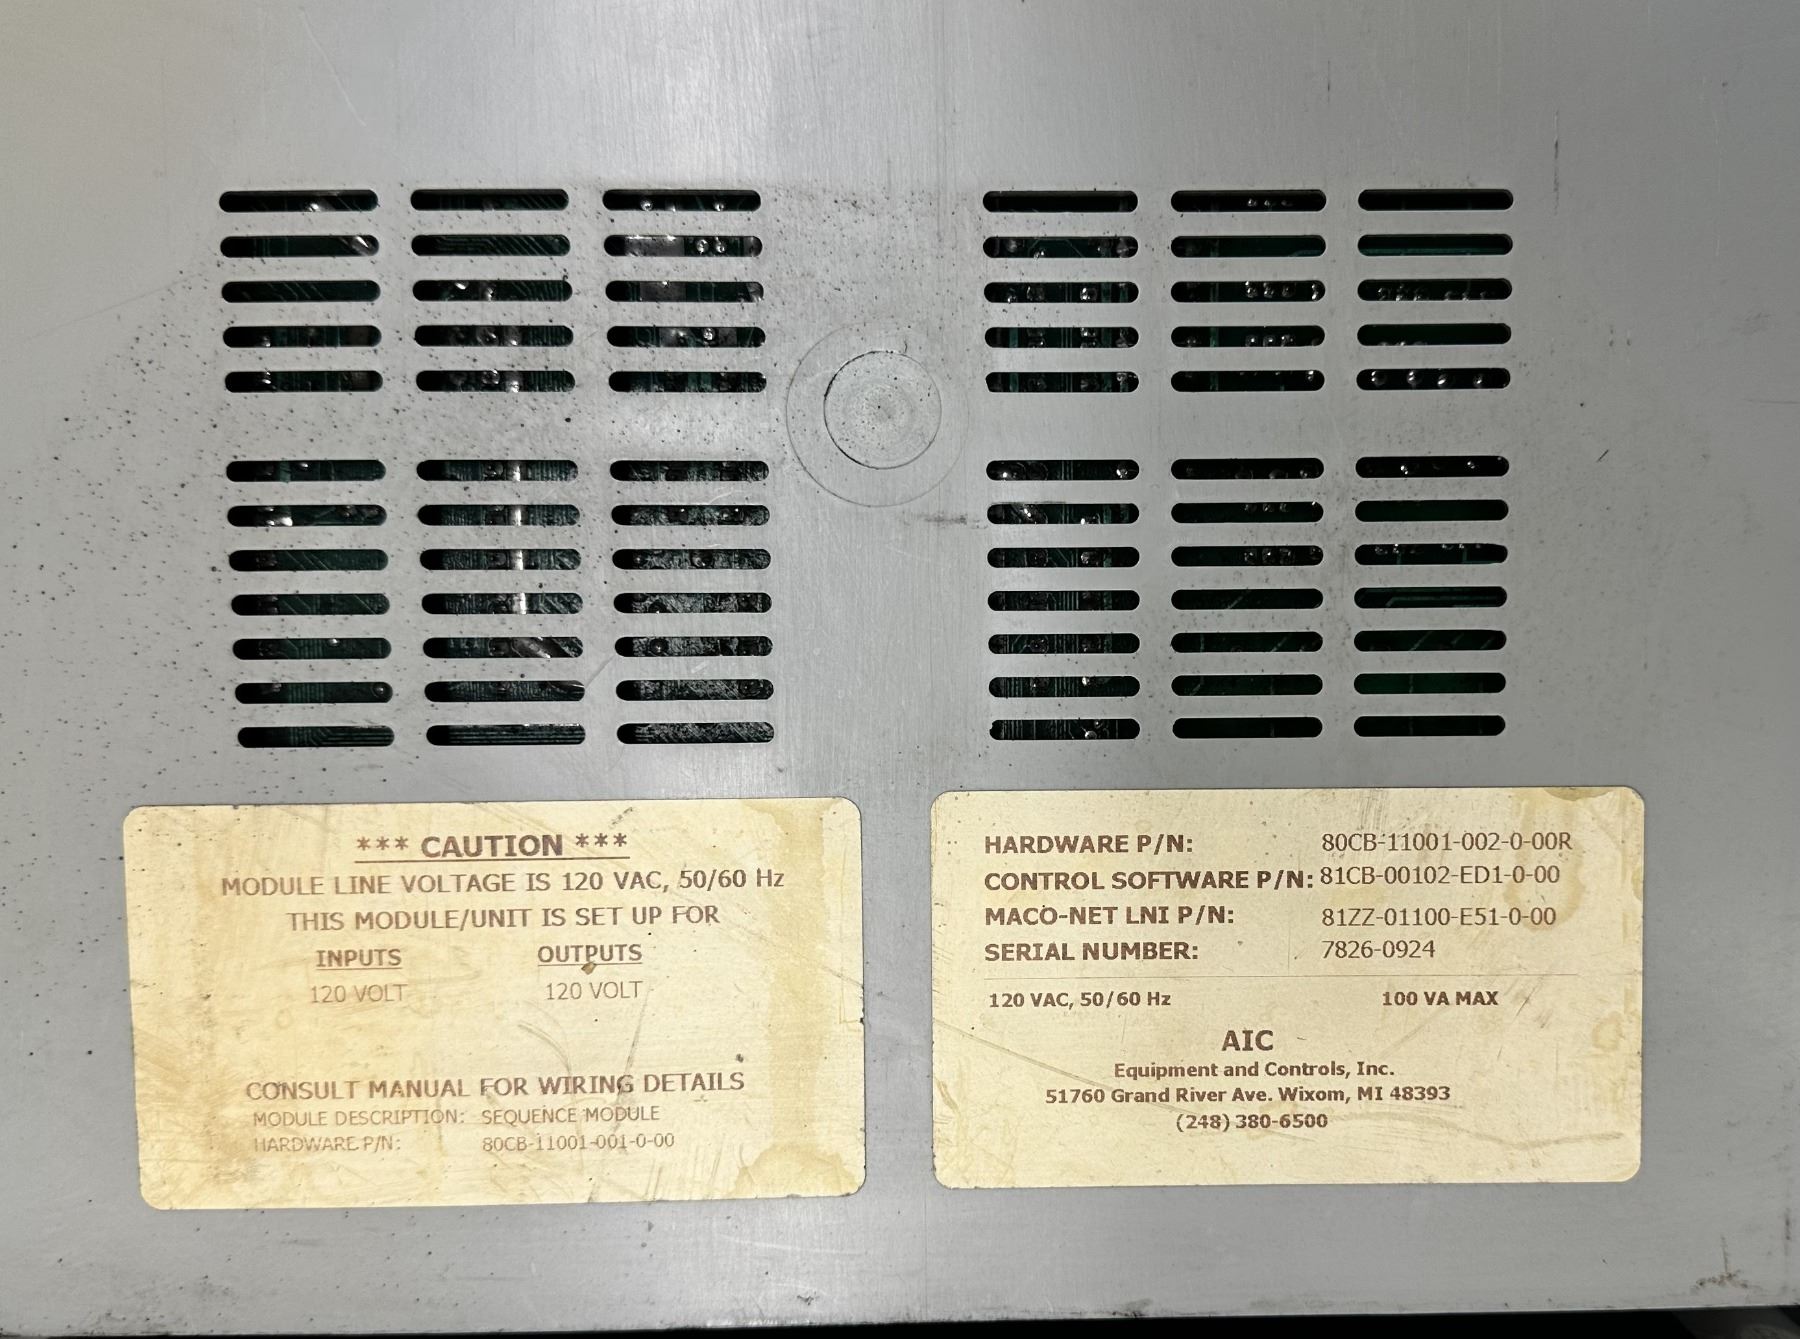 *** CAUTION ***
MODULE LINE VOLTAGE IS 120 VAC, 50/60 Hz
THIS MODULE/UNIT IS SET UP FOR
INPUTS OUTPUTS
120 VOLT 120 VOLT
CONSULT MANUAL FOR WIRING DETAILS
MODULE DESCRIPTION: SEQUENCE MODULE
HARDWARE P/N: 80CB-11001-001-0-00
HARDWARE P/N: 80CB-11001-002-0-00R
CONTROL SOFTWARE P/N: 81CB-00102-ED1-0-00
MACO-NET LNI P/N: 81ZZ-01100-E51-0-00
SERIAL NUMBER: 7826-0924
120 VAC, 50/60 Hz 100 VA MAX
AIC
Equipment and Controls, Inc.
51760 Grand River Ave. Wixom, MI 48393
(248) 380-6500